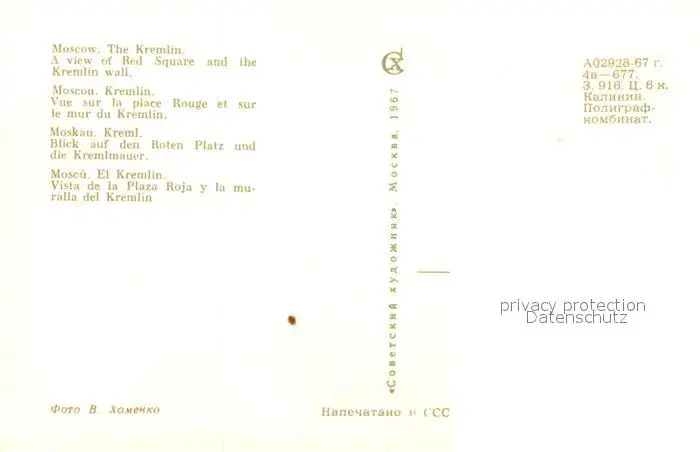 Moscow. The Kremlin.
A view of Red Square and the
Kremlin wall.
Moscou. Kremlin.
Vue sur la place Rouge et sur
le mur du Kremlin.
Moskau. Kreml.
Blick auf den Roten Platz und
die Kremlmauer.
Moscú. El Kremlin.
Vista de la Plaza Roja y la mu-
ralla del Kremlin
Фото В. Хоменко
СХ
«Советский художник». Москва. 1967
Напечатано в ССС
А02928-67 г.
4в—677.
З. 916. Ц. 6 к.
Калинин.
Полиграф-
комбинат.
privacy protection
Datenschutz